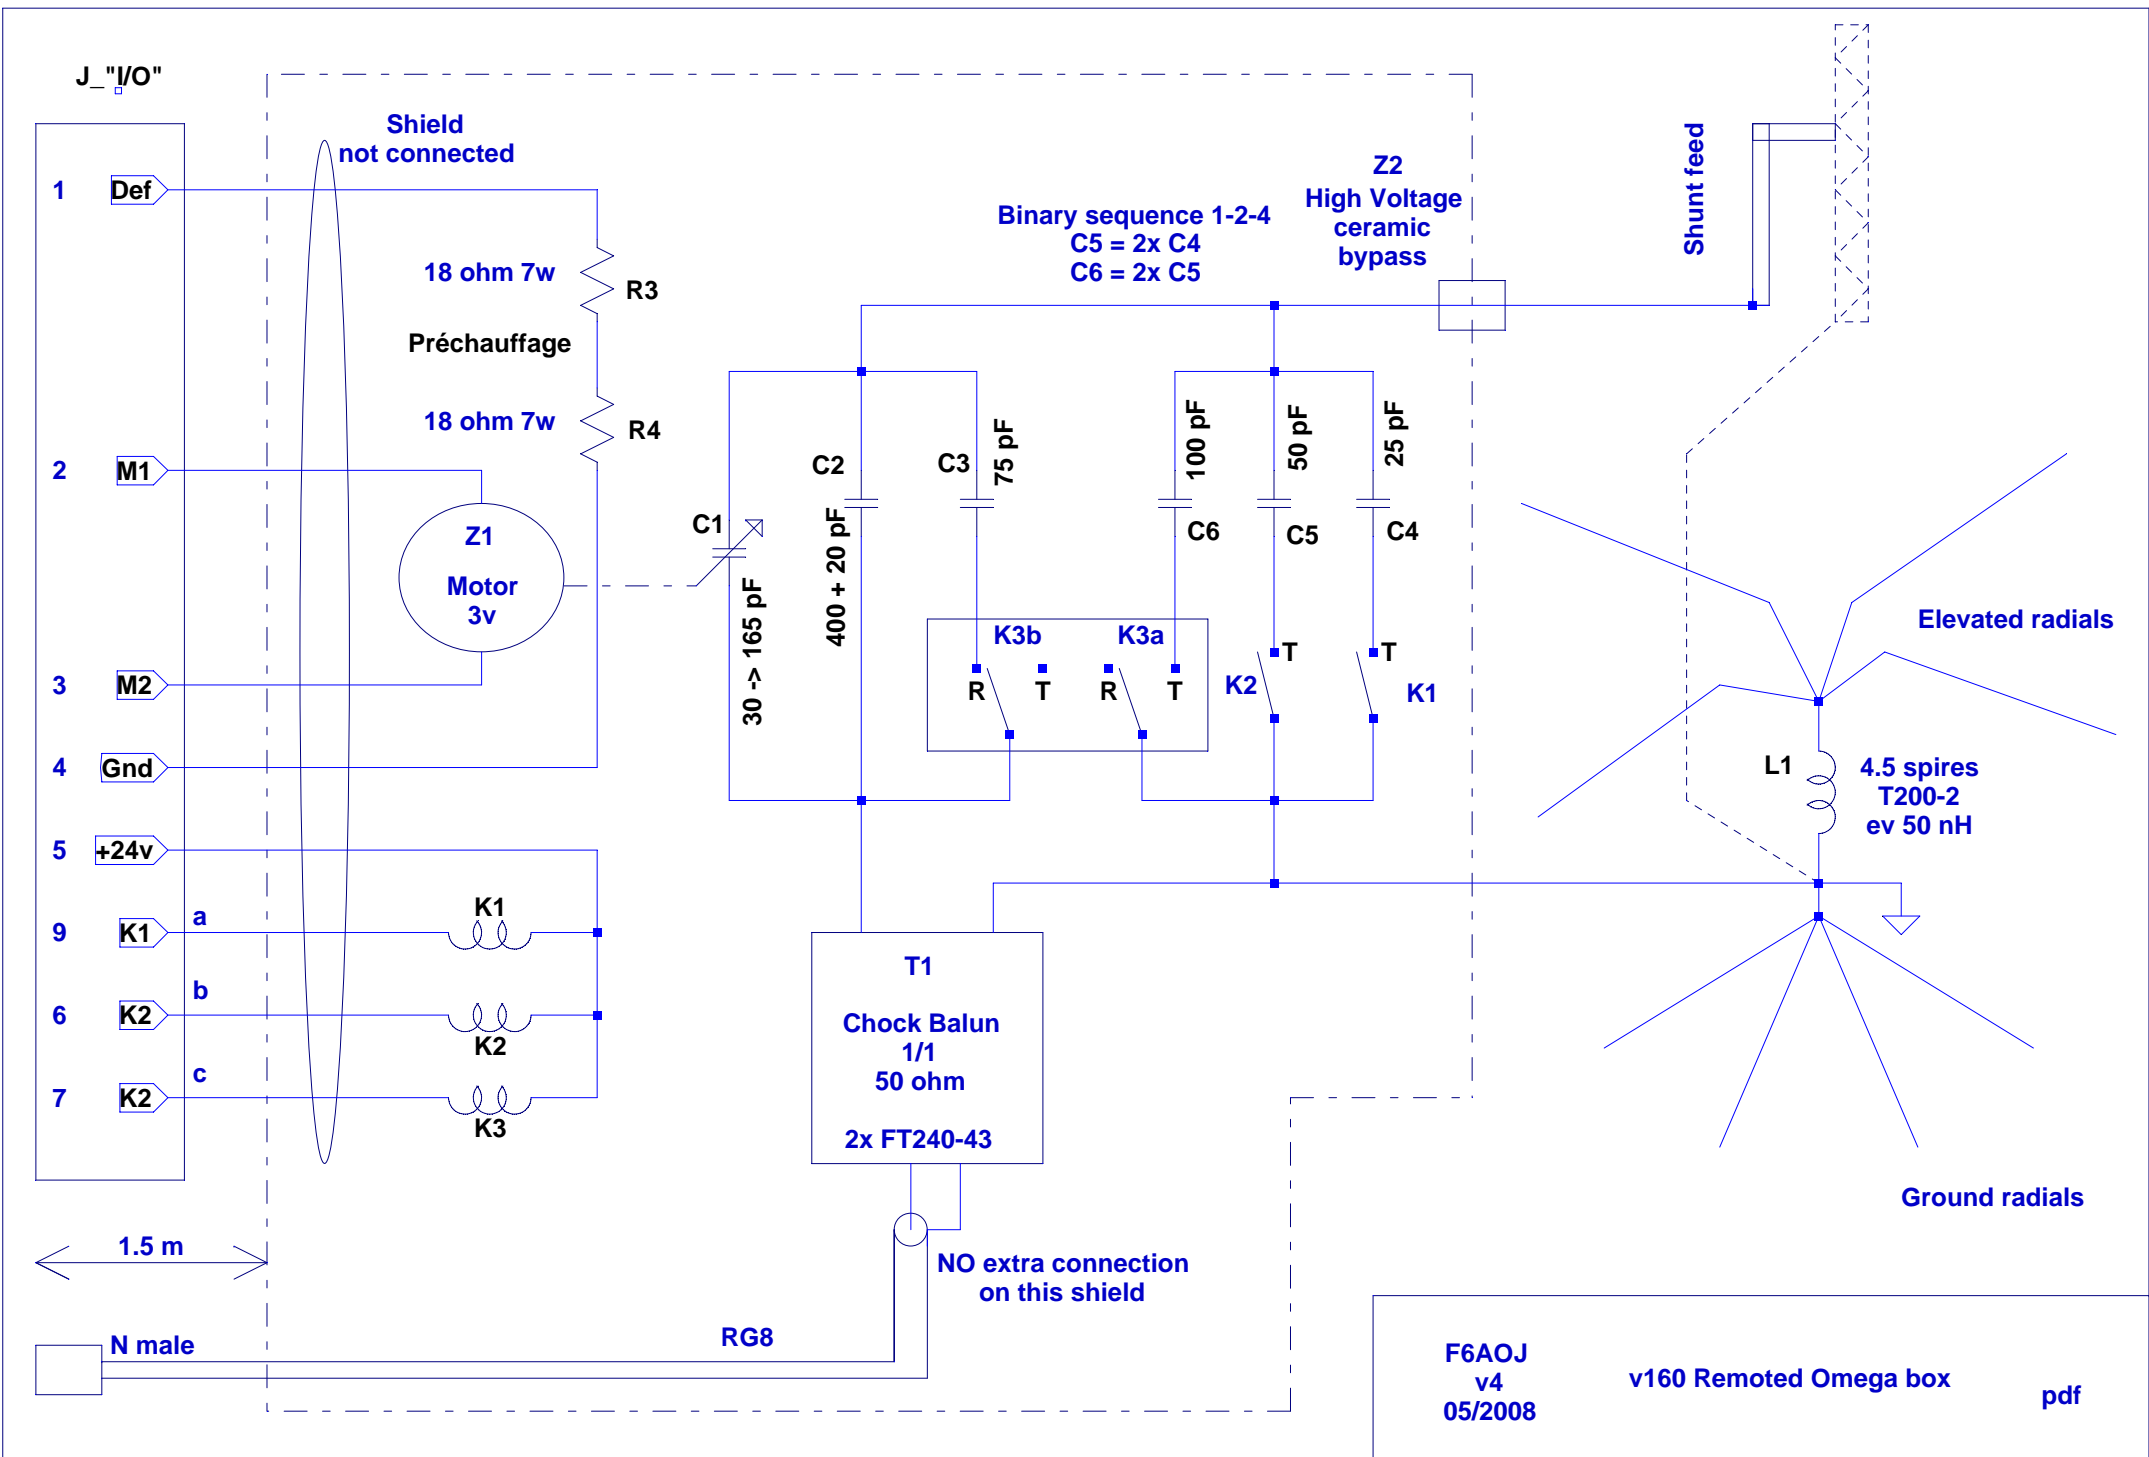 J_"I/O"
Shield
not connected
1
Def
18 ohm 7w
R3
Préchauffage
18 ohm 7w
R4
2
M1
Z1
Motor
3v
3
M2
4
Gnd
5
+24v
9
K1
a
K1
6
K2
b
K2
7
K2
c
K3
1.5 m
N male
RG8
Binary sequence 1-2-4
C5 = 2x C4
C6 = 2x C5
Z2
High Voltage
ceramic
bypass
Shunt feed
C1
30 -> 165 pF
C2
400 + 20 pF
C3
75 pF
100 pF
C6
50 pF
C5
25 pF
C4
K3b
K3a
R
T
R
T
K2
T
T
K1
T1
Chock Balun
1/1
50 ohm
2x FT240-43
NO extra connection
on this shield
Elevated radials
L1
4.5 spires
T200-2
ev 50 nH
Ground radials
F6AOJ
v4
05/2008
v160 Remoted Omega box
pdf